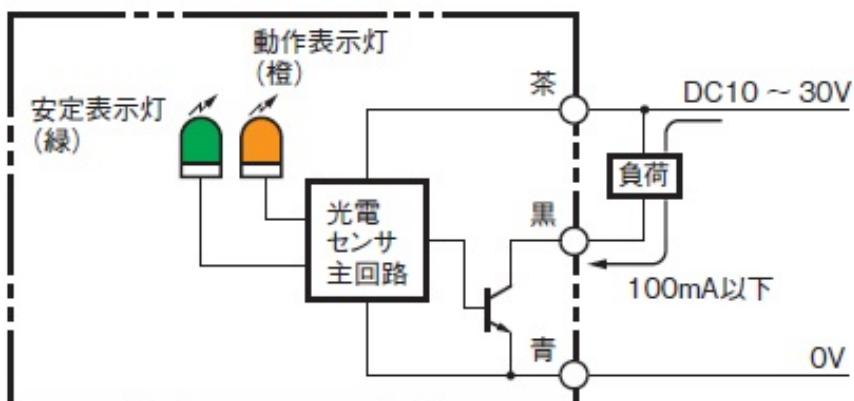 動作表示灯
(橙)
安定表示灯
(緑)
茶
DC10 ~ 30V
負荷
光電
センサ
主回路
黒
100mA以下
青
0V